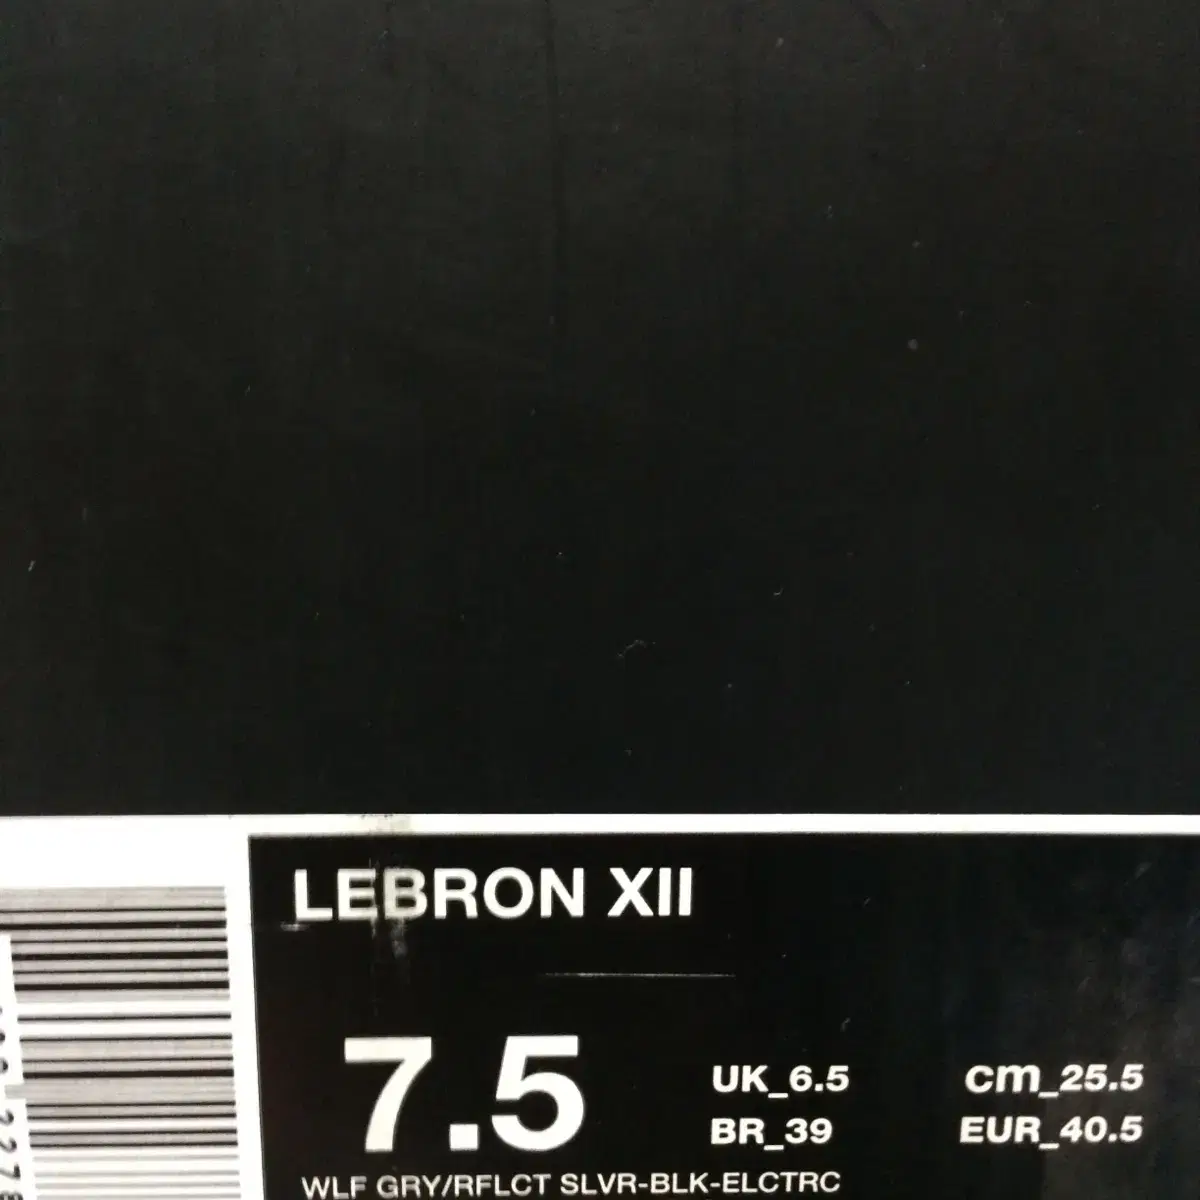 LEBRON XII
7.5
UK_6.5 cm_25.5
BR_39 EUR_40.5
WLF GRY/RFLCT SLVR-BLK-ELCTRC